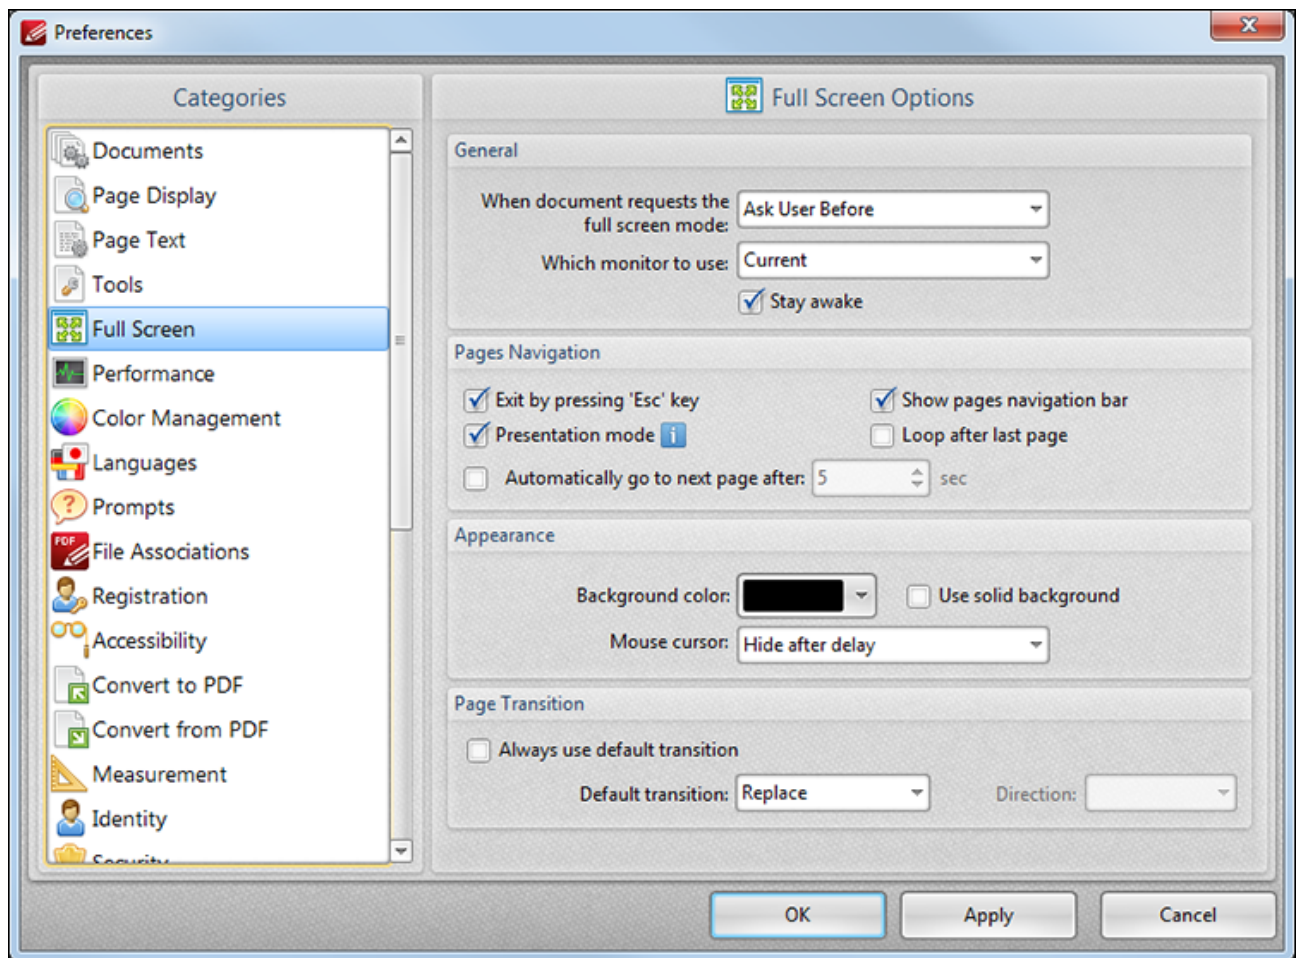 Preferences
Categories
Documents
Page Display
Page Text
Tools
Full Screen
Performance
Color Management
Languages
Prompts
PDF
File Associations
Registration
Accessibility
Convert to PDF
Convert from PDF
Measurement
Identity
Security
Full Screen Options
General
When document requests the
full screen mode: Ask User Before
Which monitor to use: Current
Stay awake
Pages Navigation
Exit by pressing 'Esc' key Show pages navigation bar
Presentation mode i Loop after last page
Automatically go to next page after: 5 sec
Appearance
Background color: Use solid background
Mouse cursor: Hide after delay
Page Transition
Always use default transition
Default transition: Replace Direction:
OK Apply Cancel